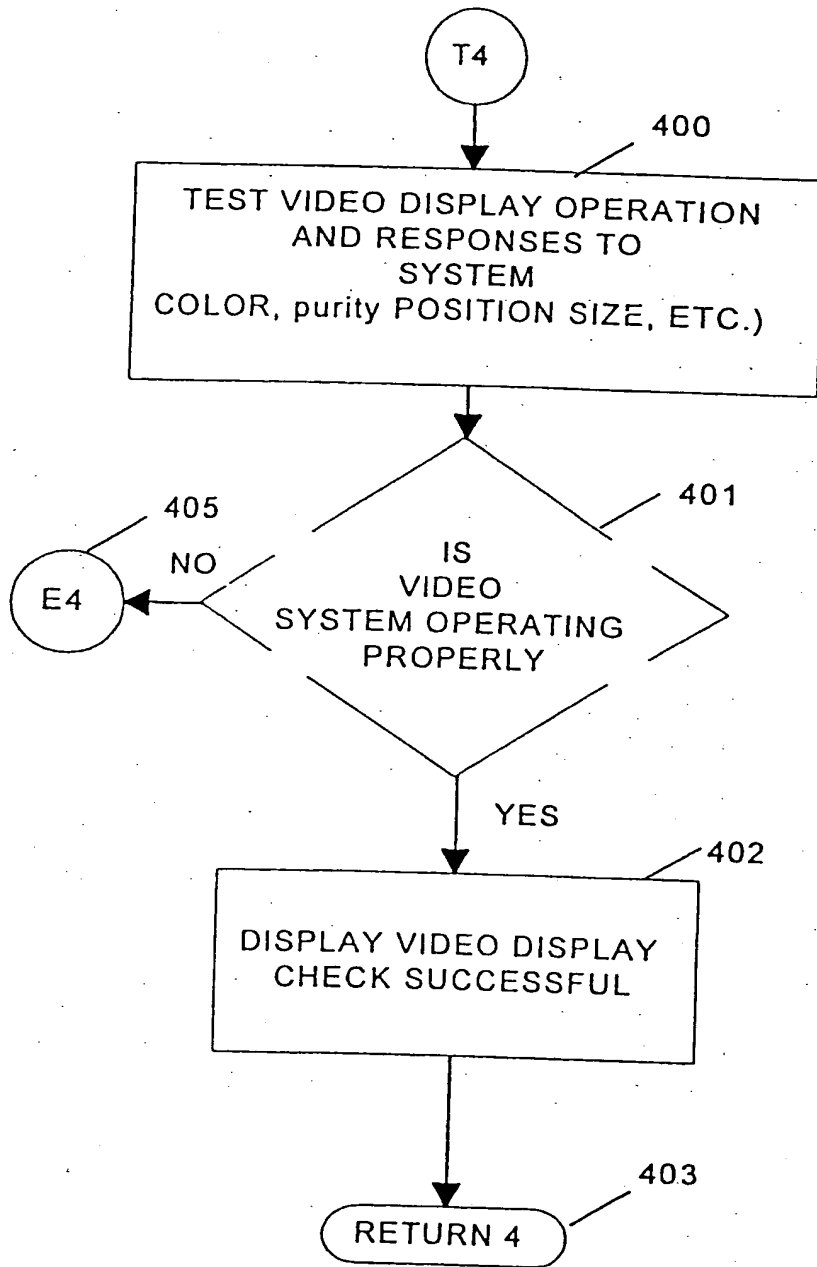 T4
400
TEST VIDEO DISPLAY OPERATION
AND RESPONSES TO
SYSTEM
COLOR, purity POSITION SIZE, ETC.)
401
405
NO
IS
VIDEO
SYSTEM OPERATING
PROPERLY
E4
YES
402
DISPLAY VIDEO DISPLAY
CHECK SUCCESSFUL
403
RETURN 4